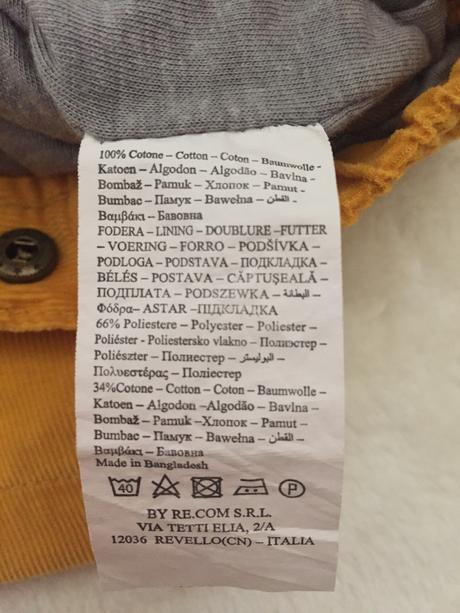 100% Cotone – Cotton – Coton – Baumwolle -
Katoen – Algodon – Algodão – Bavlna -
Bombaž – Pamuk – Хлопок – Pamut -
Bumbac – Памук – Bawełna – القطن -
Βαμβάκι – Бавовна
FODERA – LINING – DOUBLURE –FUTTER
– VOERING – FORRO – PODŠÍVKA –
PODLOGA – PODSTAVA – ПОДКЛАДКА –
BÉLÉS – POSTAVA – CĂPTUŞEALĂ –
ПОДПЛАТА – PODSZEWKA – البطانة –
Φόδρα– ASTAR –ПІДКЛАДКА
66% Poliestere – Polyester – Poliester –
Poliéster - Poliestersko vlakno – Полиэстер –
Poliészter – Полиестер – البوليستر –
Πολυεστέρας – Поліестер
34%Cotone – Cotton – Coton – Baumwolle –
Katoen – Algodon –Algodão – Bavlna –
Bombaž – Pamuk –Хлопок – Pamut –
Bumbac – Памук – Bawełna – القطن –
Βαμβάκι – Бавовна
Made in Bangladesh
40 P
BY RE.COM S.R.L.
VIA TETTI ELIA, 2/A
12036 REVELLO(CN) – ITALIA